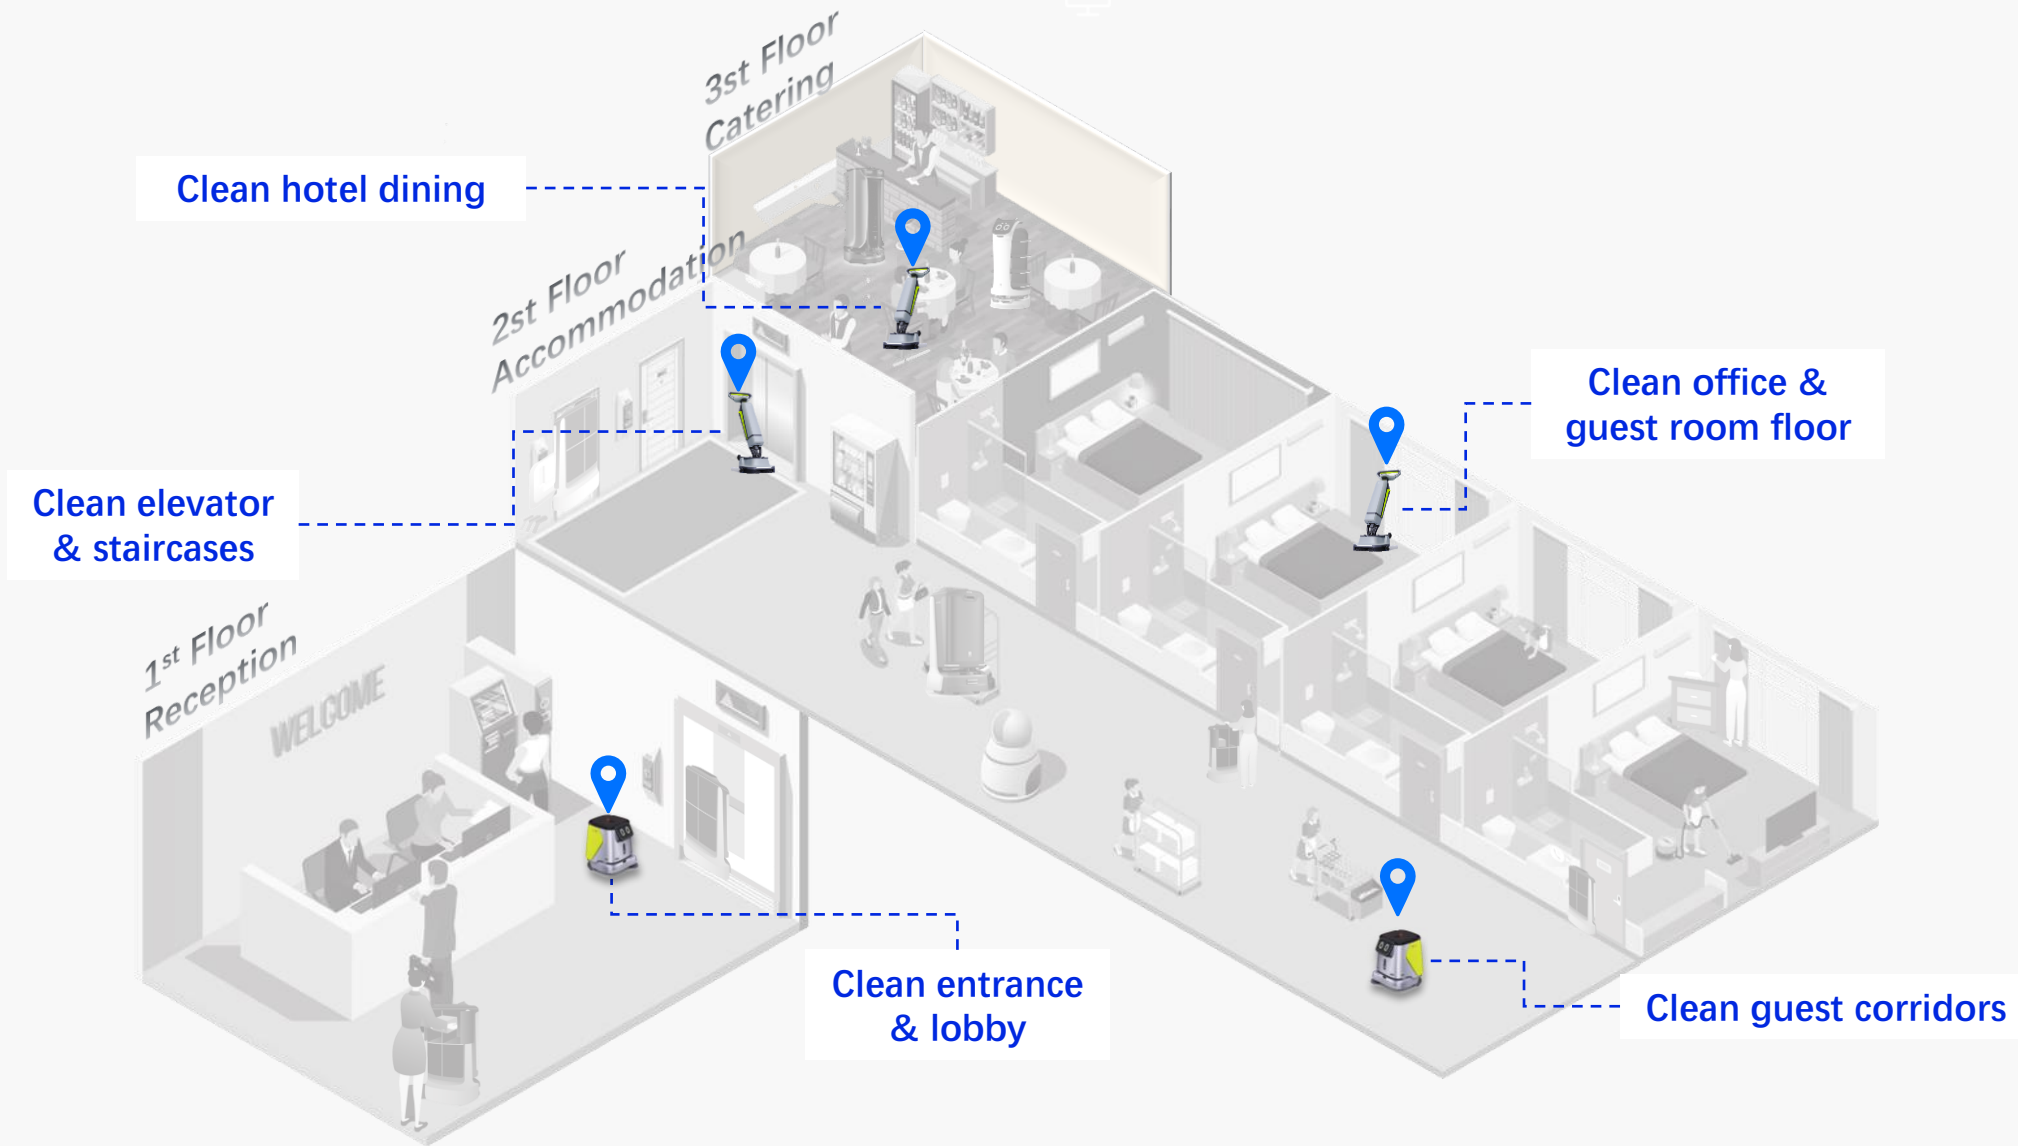 3st Floor
Catering
Clean hotel dining
2st Floor
Accommodation
Clean office &
guest room floor
Clean elevator
& staircases
1st Floor
Reception
WELCOME
Clean entrance
& lobby
Clean guest corridors